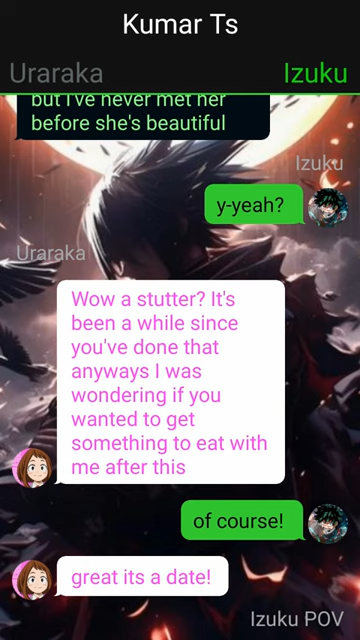 Kumar Ts
Uraraka
Izuku
but I've never met her
before she's beautiful
Izuku
y-yeah?
Uraraka
Wow a stutter? It's
been a while since
you've done that
anyways I was
wondering if you
wanted to get
something to eat with
me after this
of course!
great its a date!
Izuku POV